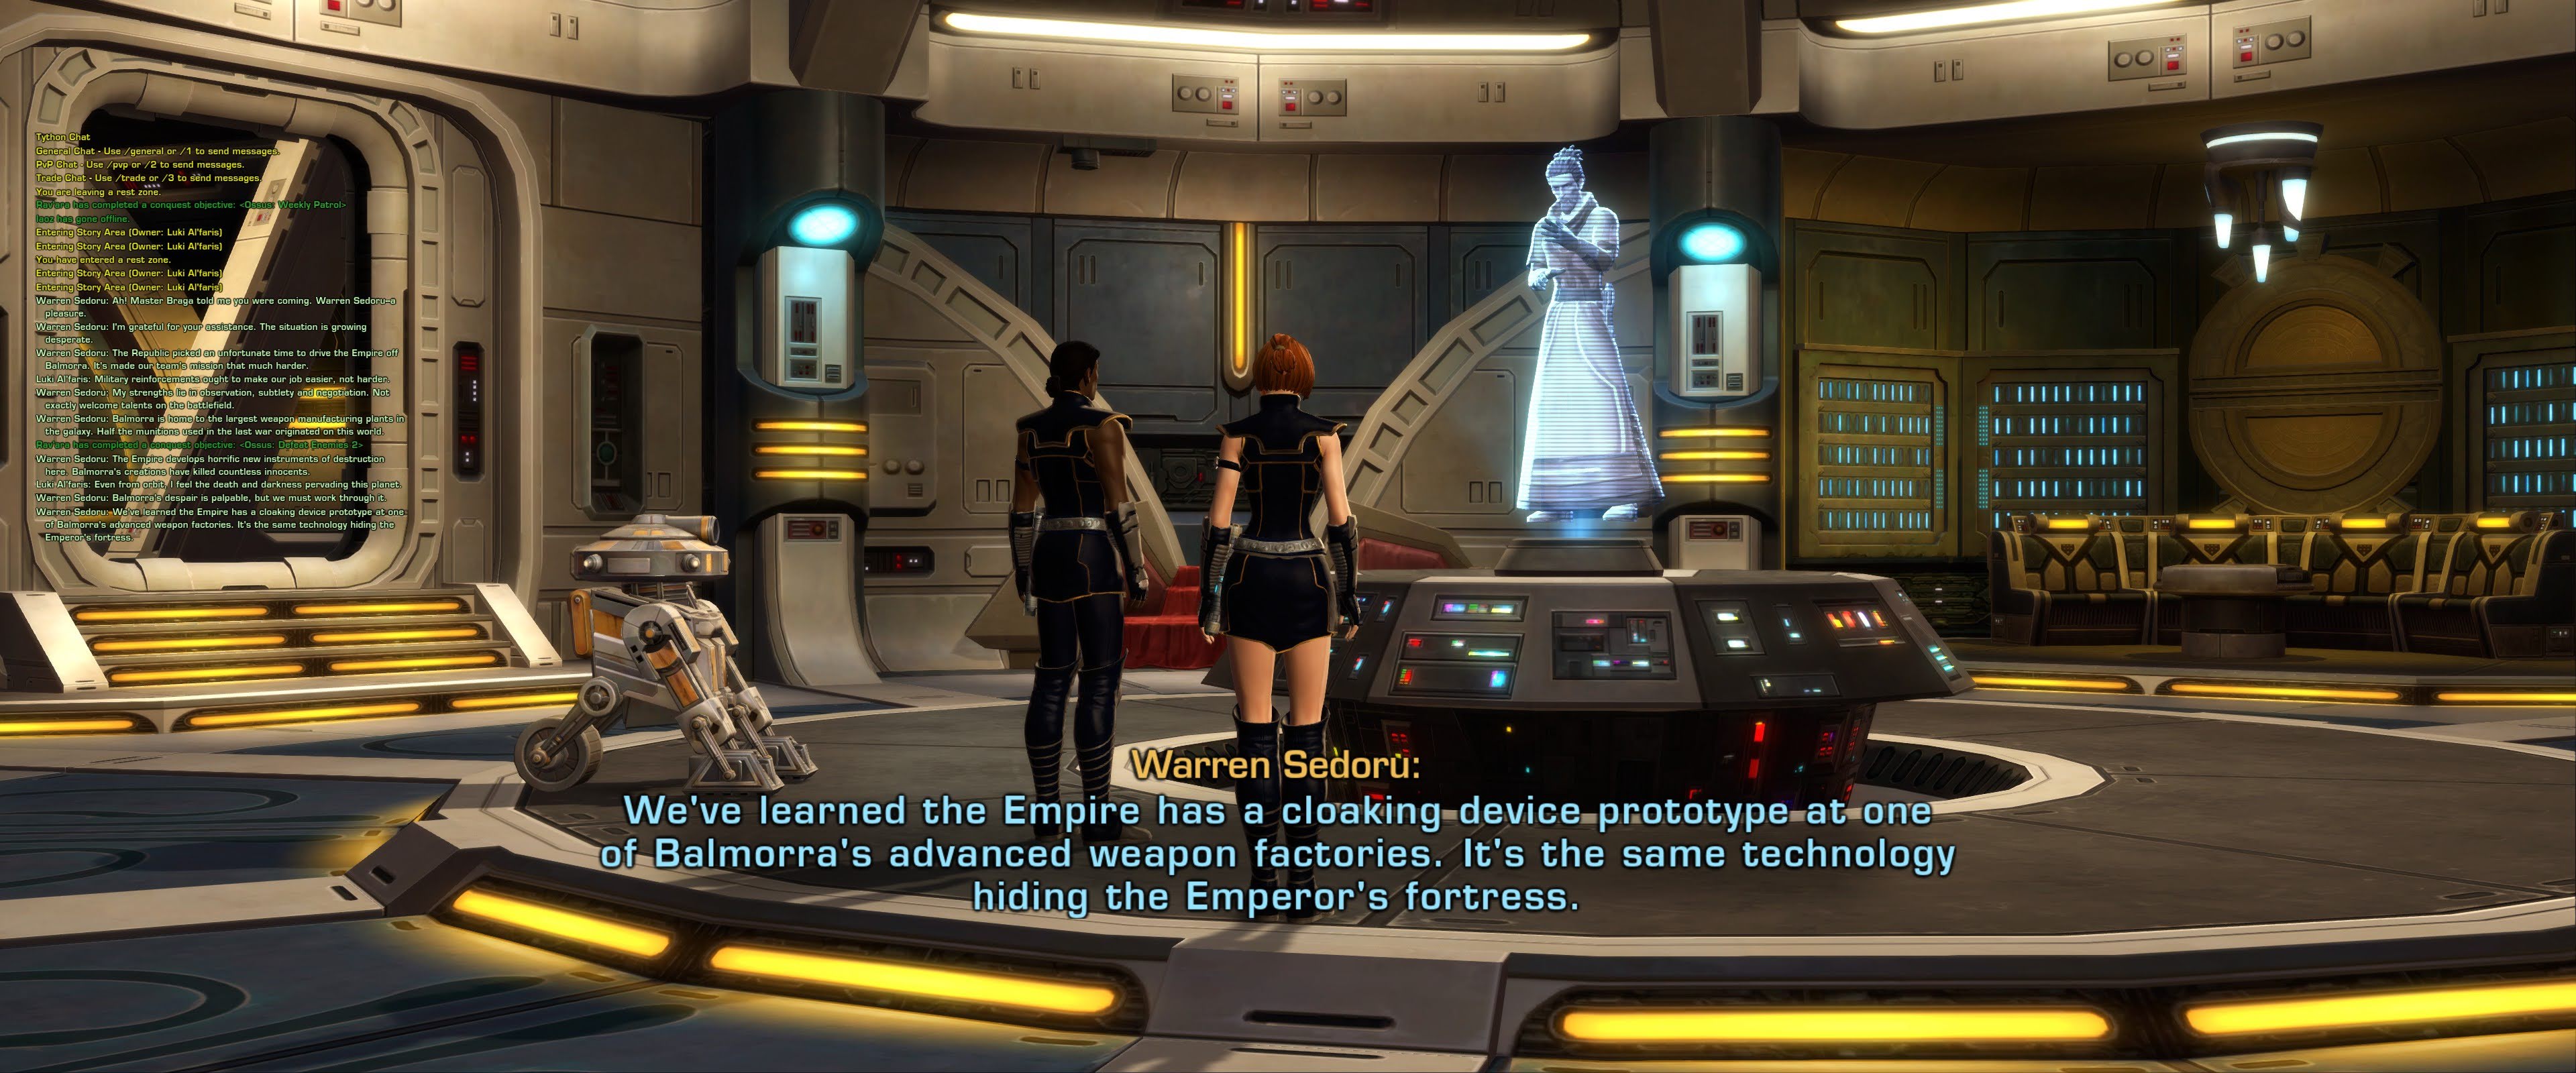 Tython Chat
General Chat - Use /general or /1 to send messages.
PvP Chat - Use /pvp or /2 to send messages.
Trade Chat - Use /trade or /3 to send messages.
You are leaving a rest zone.
Rav'ara has completed a conquest objective: <Ossus: Weekly Patrol>
has gone offline.
Entering Story Area (Owner: Luki Al'faris)
Entering Story Area (Owner: Luki Al'faris)
You have entered a rest zone.
Entering Story Area (Owner: Luki Al'faris)
Entering Story Area (Owner: Luki Al'faris)
Warren Sedoru: Ah! Master Braga told me you were coming. Warren Sedoru—a
pleasure.
Warren Sedoru: I'm grateful for your assistance. The situation is growing
desperate.
Warren Sedoru: The Republic picked an unfortunate time to drive the Empire off
Balmorra. It's made our team's mission that much harder.
Luki Al'faris: Military reinforcements ought to make our job easier, not harder.
Warren Sedoru: My strengths lie in observation, subtlety and negotiation. Not
exactly welcome talents on the battlefield.
Warren Sedoru: Balmorra is home to the largest weapon manufacturing plants in
the galaxy. Half the munitions used in the last war originated on this world.
Rav'ara has completed a conquest objective: <Ossus: Defeat Enemies 2>
Warren Sedoru: The Empire develops horrific new instruments of destruction
here. Balmorra's creations have killed countless innocents.
Luki Al'faris: Even from orbit, I feel the death and darkness pervading this planet.
Warren Sedoru: Balmorra's despair is palpable, but we must work through it.
Warren Sedoru: We've learned the Empire has a cloaking device prototype at one
of Balmorra's advanced weapon factories. It's the same technology hiding the
Emperor's fortress.
Warren Sedoru:
We've learned the Empire has a cloaking device prototype at one
of Balmorra's advanced weapon factories. It's the same technology
hiding the Emperor's fortress.